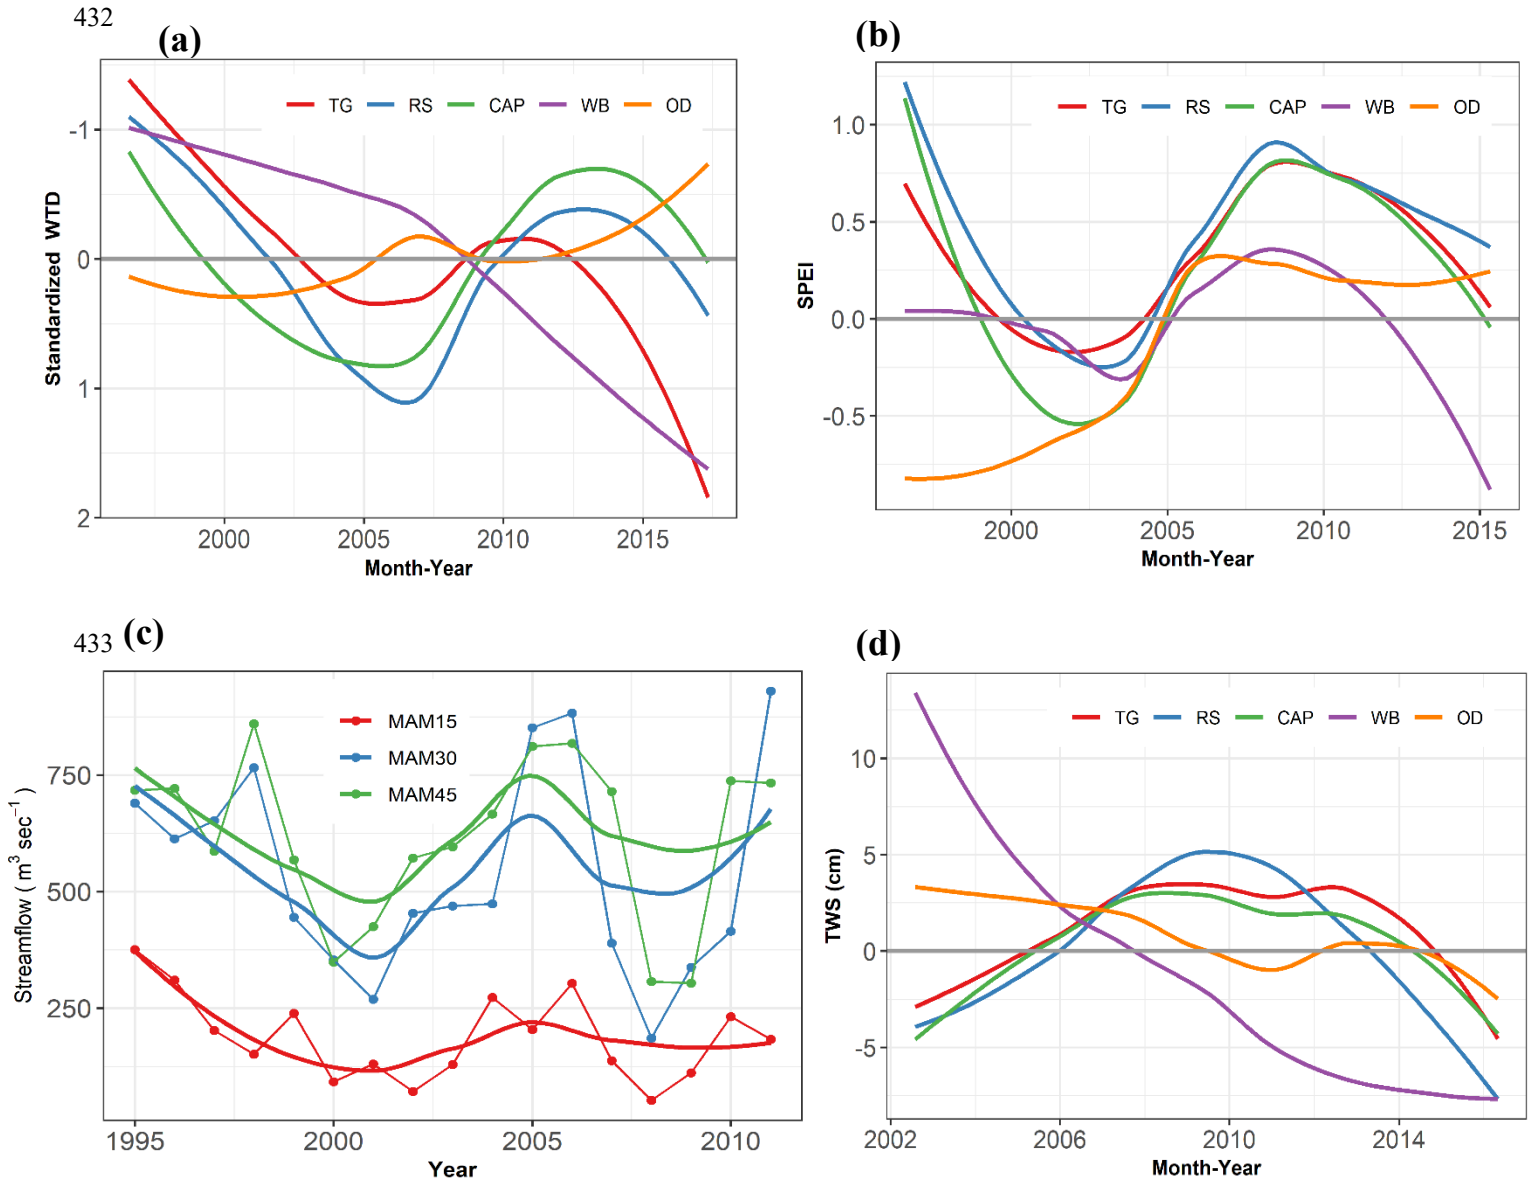 432
(a)
TG RS CAP WB OD
-1
0
1
2
Standardized WTD
2000 2005 2010 2015
Month-Year
(b)
TG RS CAP WB OD
1.0
0.5
0.0
-0.5
SPEI
2000 2005 2010 2015
Month-Year
433 (c)
MAM15
MAM30
MAM45
750
500
250
Streamflow ( m³ sec⁻¹ )
1995 2000 2005 2010
Year
(d)
TG RS CAP WB OD
10
5
0
-5
TWS (cm)
2002 2006 2010 2014
Month-Year